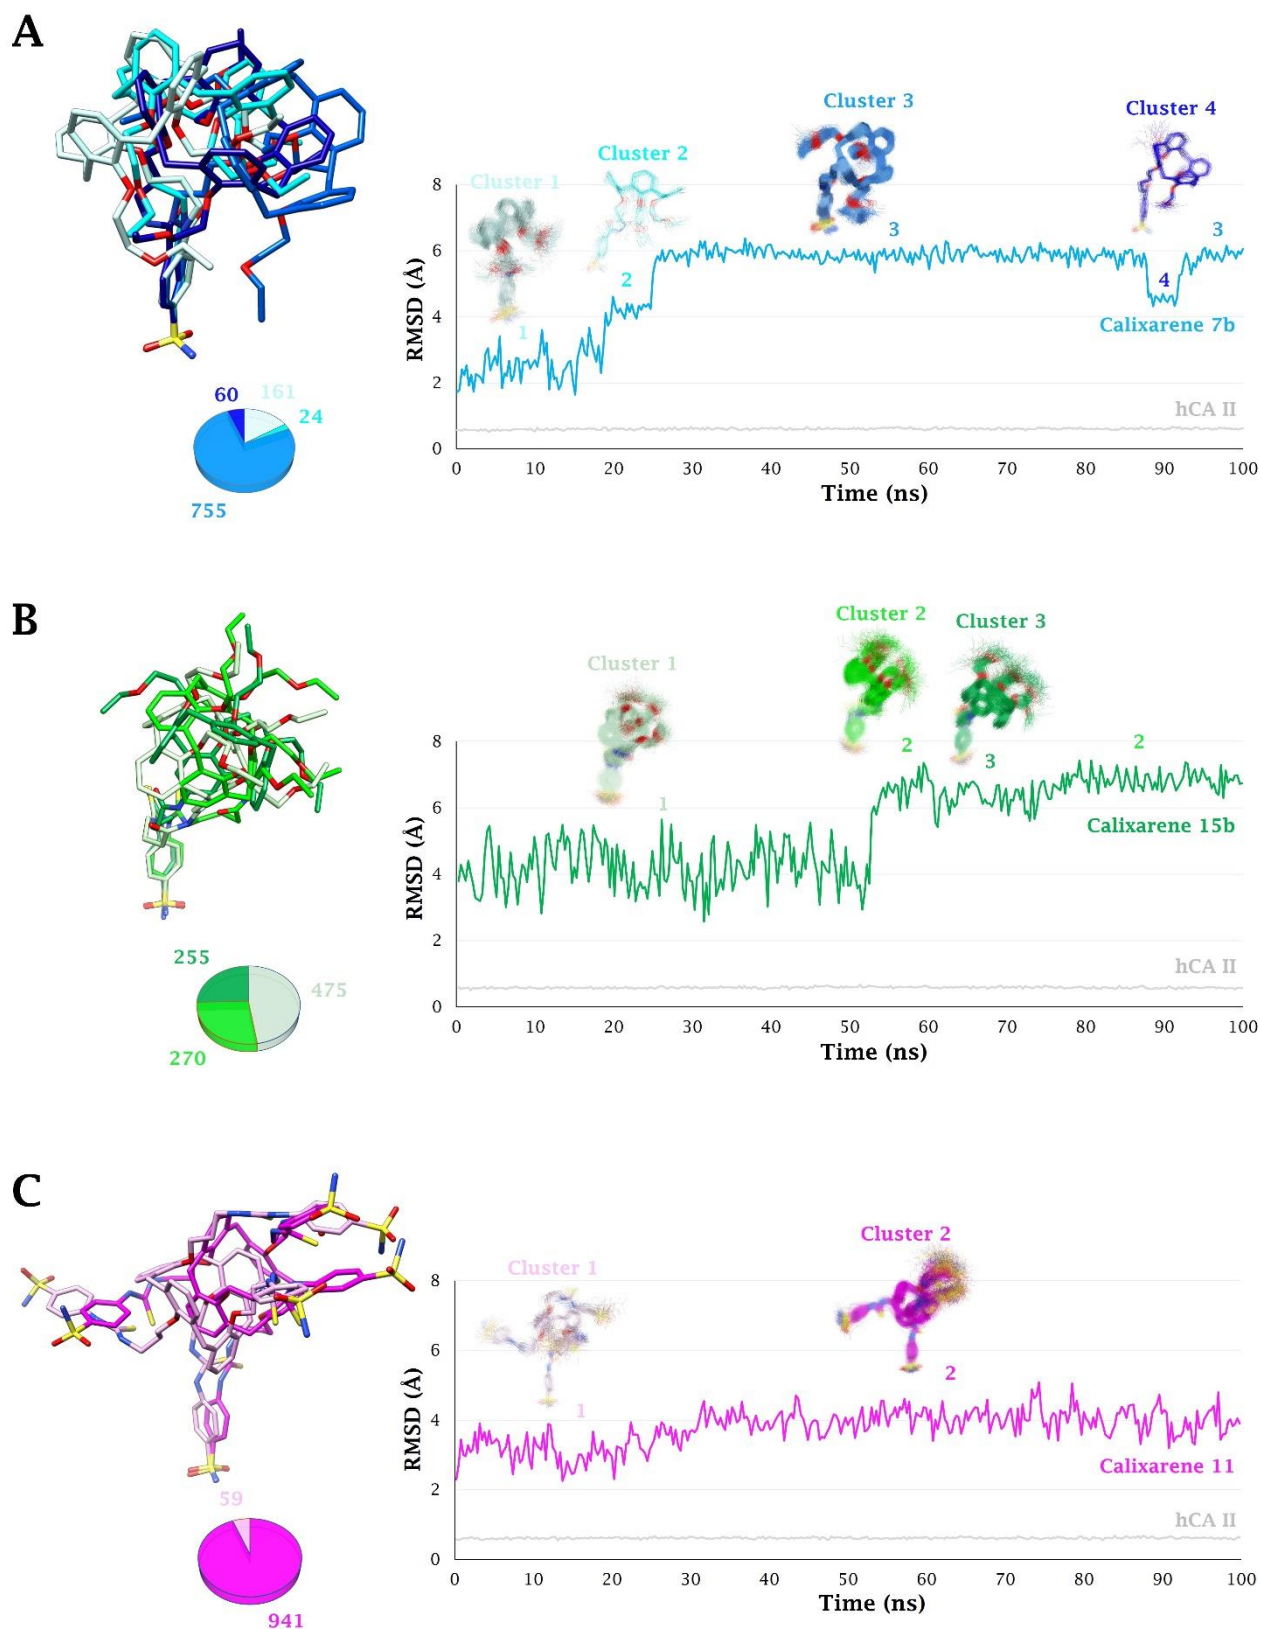 A
Cluster 3
Cluster 4
Cluster 2
Cluster 1
8
3
3
6
2
4
4
1
Calixarene 7b
RMSD (Å)
2
hCA II
0
0 10 20 30 40 50 60 70 80 90 100
Time (ns)
60
161
24
755
B
Cluster 2
Cluster 3
Cluster 1
8
2
2
3
6
1
Calixarene 15b
4
RMSD (Å)
2
hCA II
0
0 10 20 30 40 50 60 70 80 90 100
Time (ns)
255
475
270
C
Cluster 2
Cluster 1
8
6
2
1
4
Calixarene 11
RMSD (Å)
2
hCA II
0
0 10 20 30 40 50 60 70 80 90 100
Time (ns)
59
941